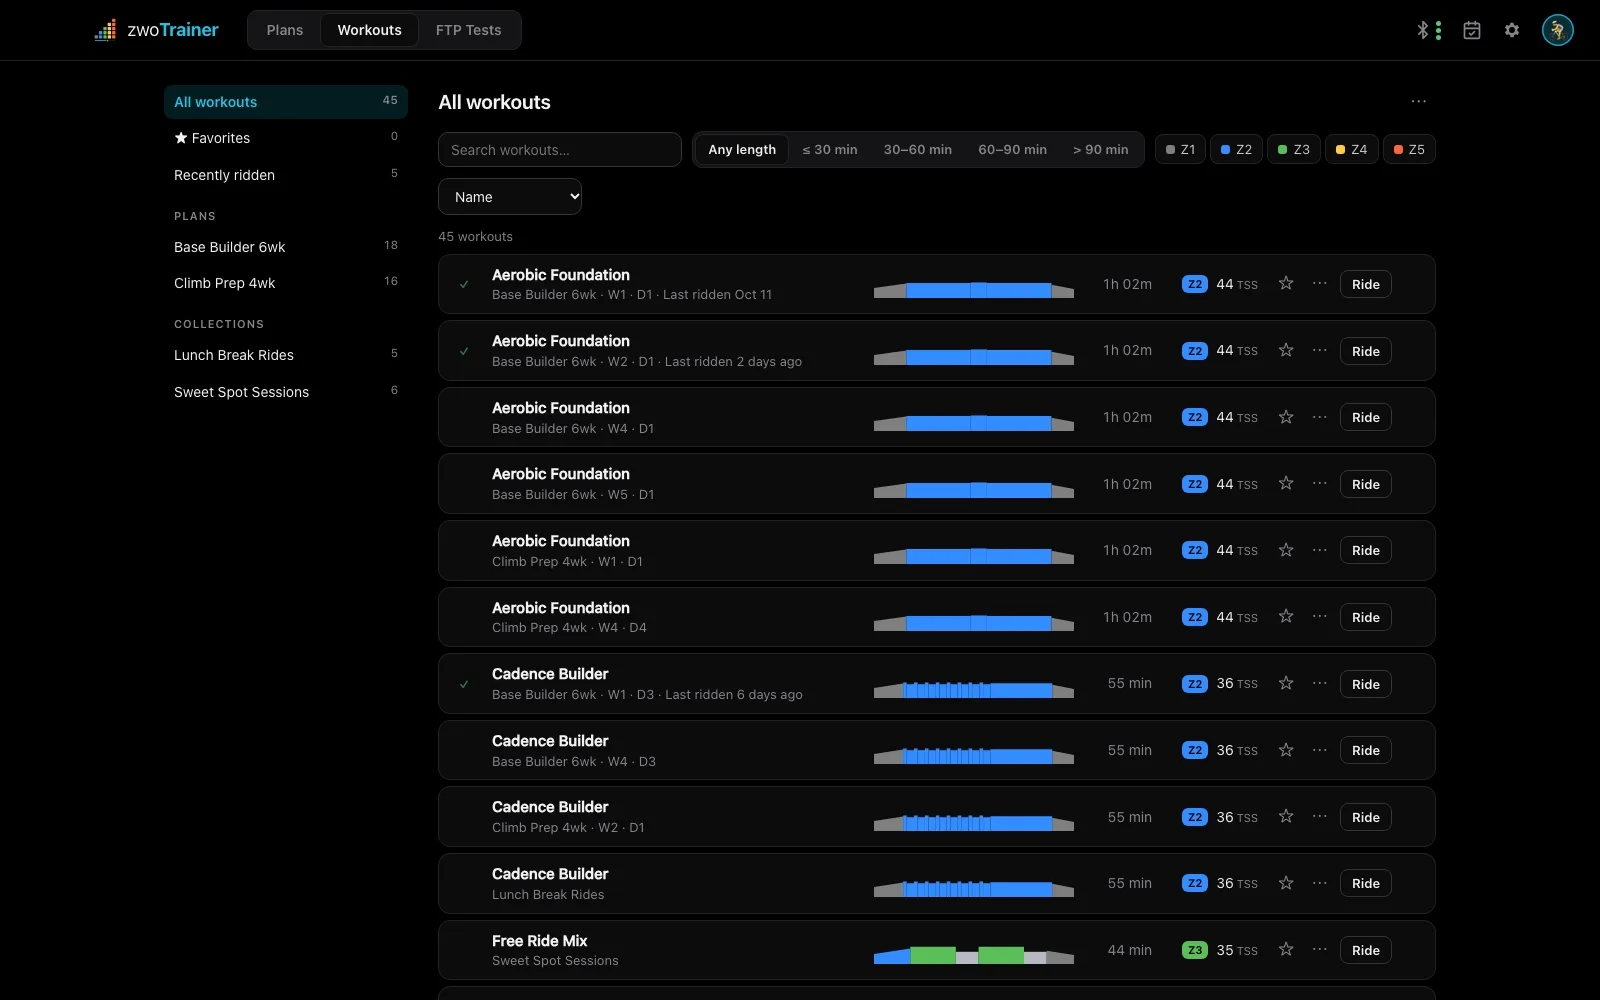 zwoTrainer
Plans
Workouts
FTP Tests
All workouts 45
★ Favorites 0
Recently ridden 5
PLANS
Base Builder 6wk 18
Climb Prep 4wk 16
COLLECTIONS
Lunch Break Rides 5
Sweet Spot Sessions 6
All workouts
Search workouts...
Any length
≤ 30 min
30–60 min
60–90 min
> 90 min
Z1
Z2
Z3
Z4
Z5
Name
45 workouts
Aerobic Foundation
Base Builder 6wk · W1 · D1 · Last ridden Oct 11
1h 02m Z2 44 TSS Ride
Aerobic Foundation
Base Builder 6wk · W2 · D1 · Last ridden 2 days ago
1h 02m Z2 44 TSS Ride
Aerobic Foundation
Base Builder 6wk · W4 · D1
1h 02m Z2 44 TSS Ride
Aerobic Foundation
Base Builder 6wk · W5 · D1
1h 02m Z2 44 TSS Ride
Aerobic Foundation
Climb Prep 4wk · W1 · D1
1h 02m Z2 44 TSS Ride
Aerobic Foundation
Climb Prep 4wk · W4 · D4
1h 02m Z2 44 TSS Ride
Cadence Builder
Base Builder 6wk · W1 · D3 · Last ridden 6 days ago
55 min Z2 36 TSS Ride
Cadence Builder
Base Builder 6wk · W4 · D3
55 min Z2 36 TSS Ride
Cadence Builder
Climb Prep 4wk · W2 · D1
55 min Z2 36 TSS Ride
Cadence Builder
Lunch Break Rides
55 min Z2 36 TSS Ride
Free Ride Mix
Sweet Spot Sessions
44 min Z3 35 TSS Ride